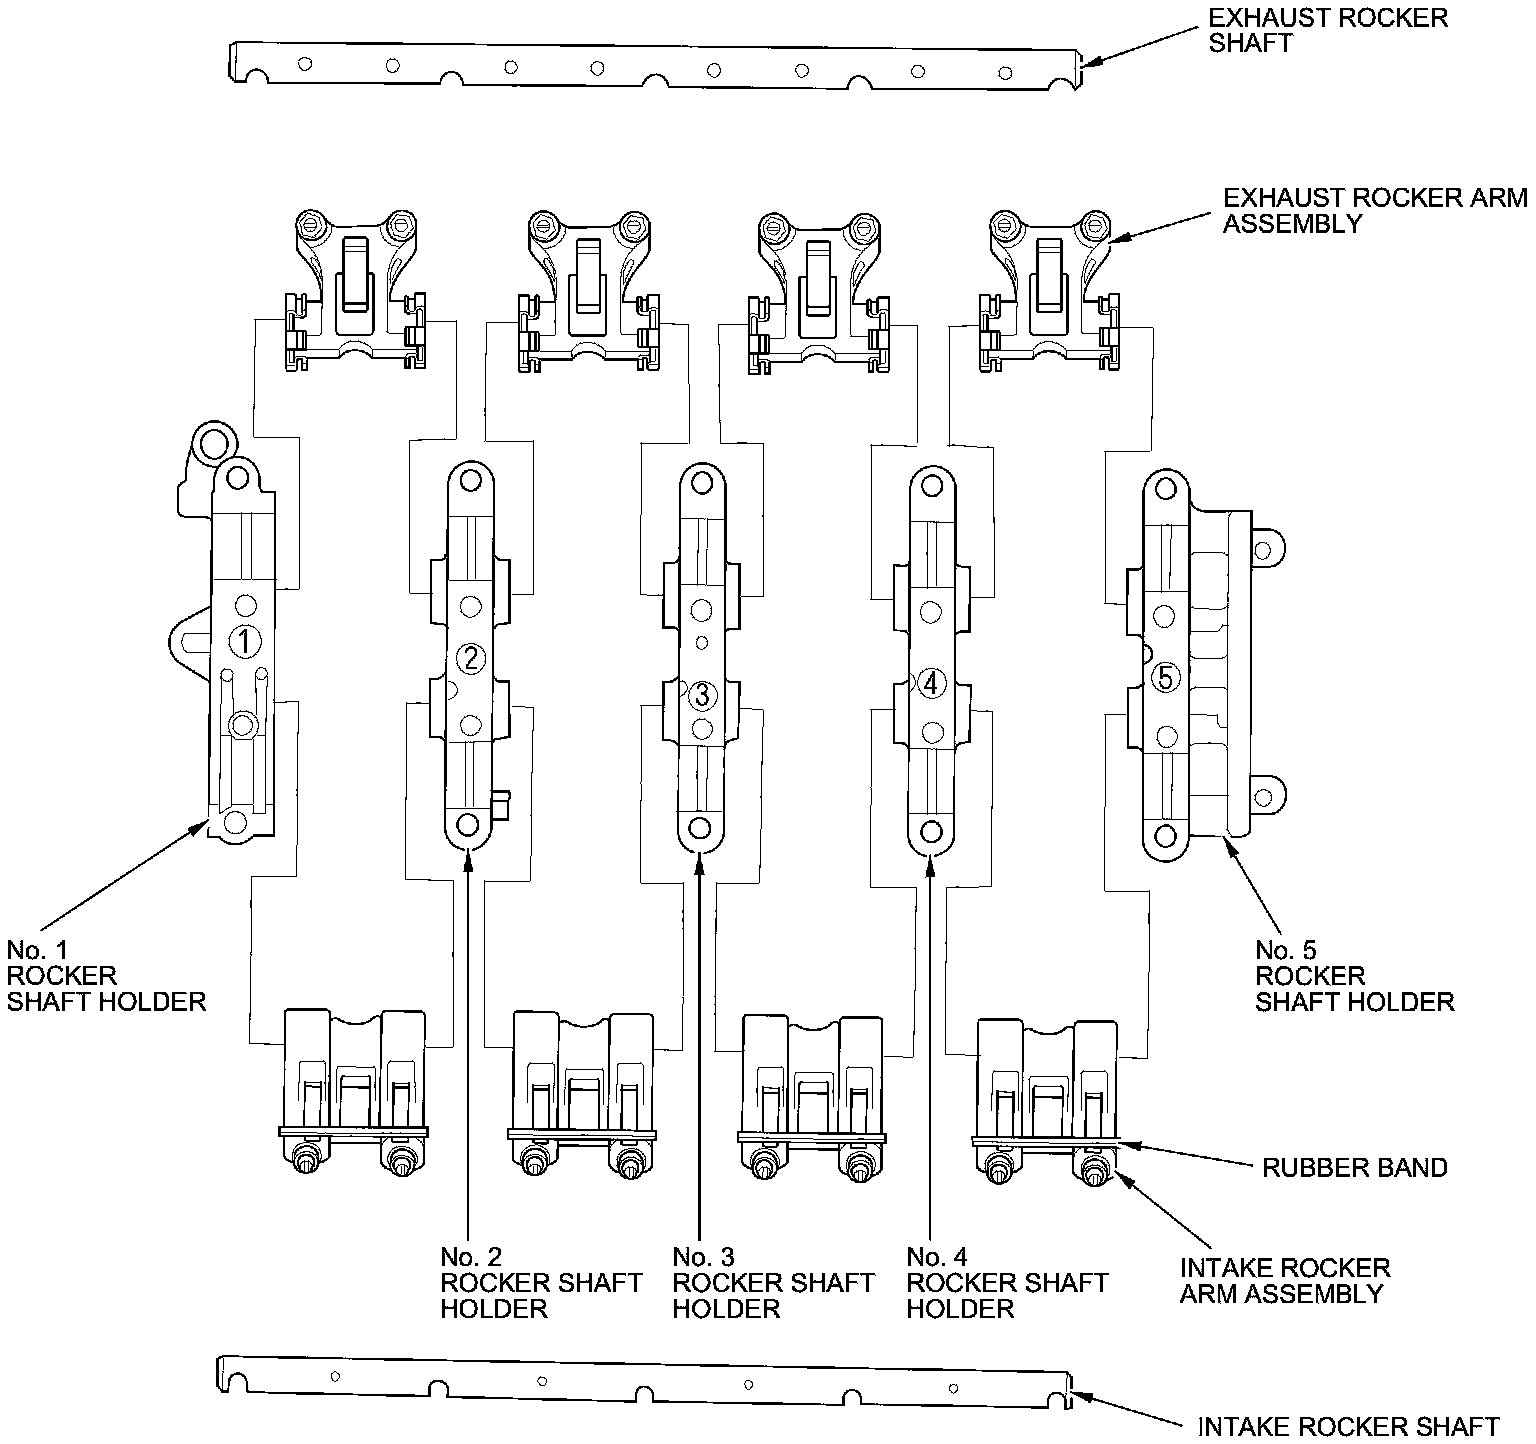 EXHAUST ROCKER
SHAFT
EXHAUST ROCKER ARM
ASSEMBLY
1
2
3
4
5
No. 1
ROCKER
SHAFT HOLDER
No. 5
ROCKER
SHAFT HOLDER
RUBBER BAND
No. 2
ROCKER SHAFT
HOLDER
No. 3
ROCKER SHAFT
HOLDER
No. 4
ROCKER SHAFT
HOLDER
INTAKE ROCKER
ARM ASSEMBLY
INTAKE ROCKER SHAFT